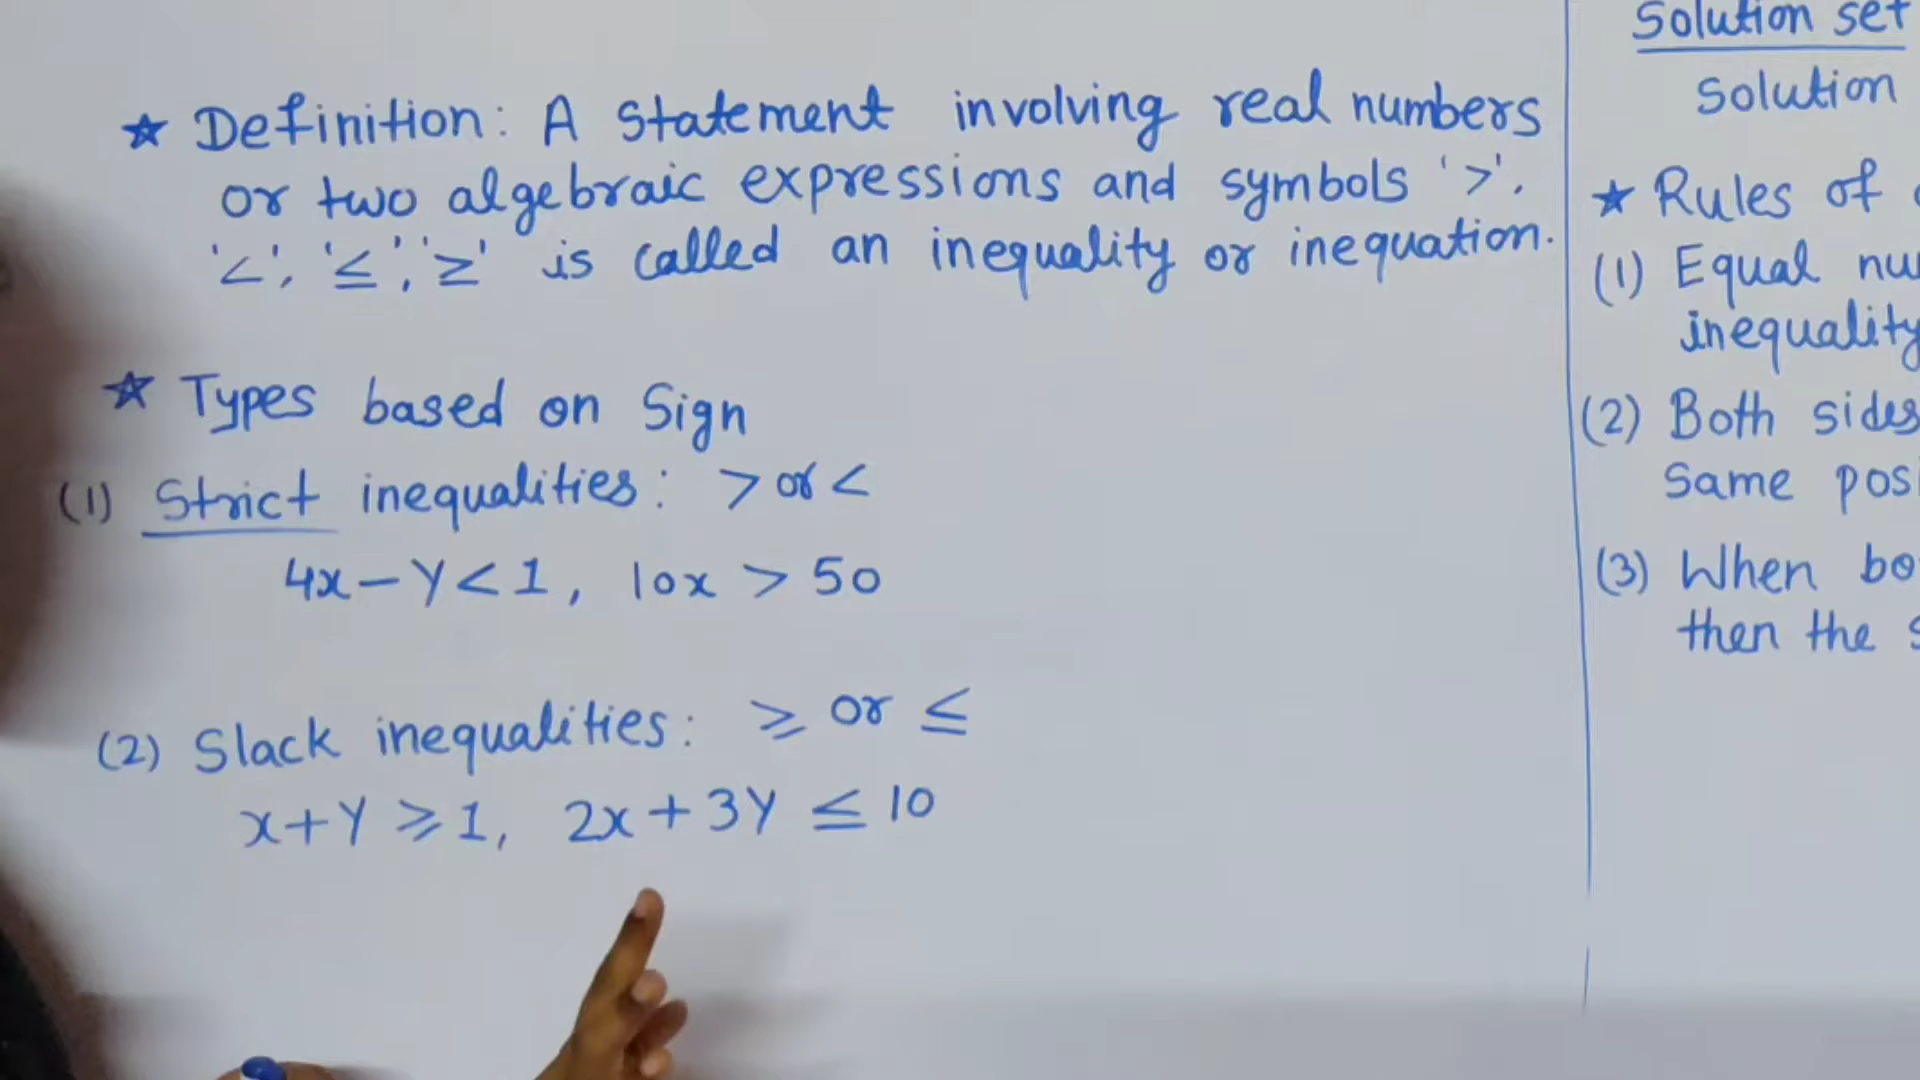 ★ Definition: A statement involving real numbers
or two algebraic expressions and symbols '>'.
'<', '≤', '≥' is called an inequality or inequation.
★ Types based on Sign
(1) Strict inequalities: > or <
4x - y < 1, 10x > 50
(2) Slack inequalities: ≥ or ≤
x + y ≥ 1, 2x + 3y ≤ 10
Solution set
Solution
★ Rules of
(1) Equal
inequality
(2) Both sides
Same
(3) When
then the